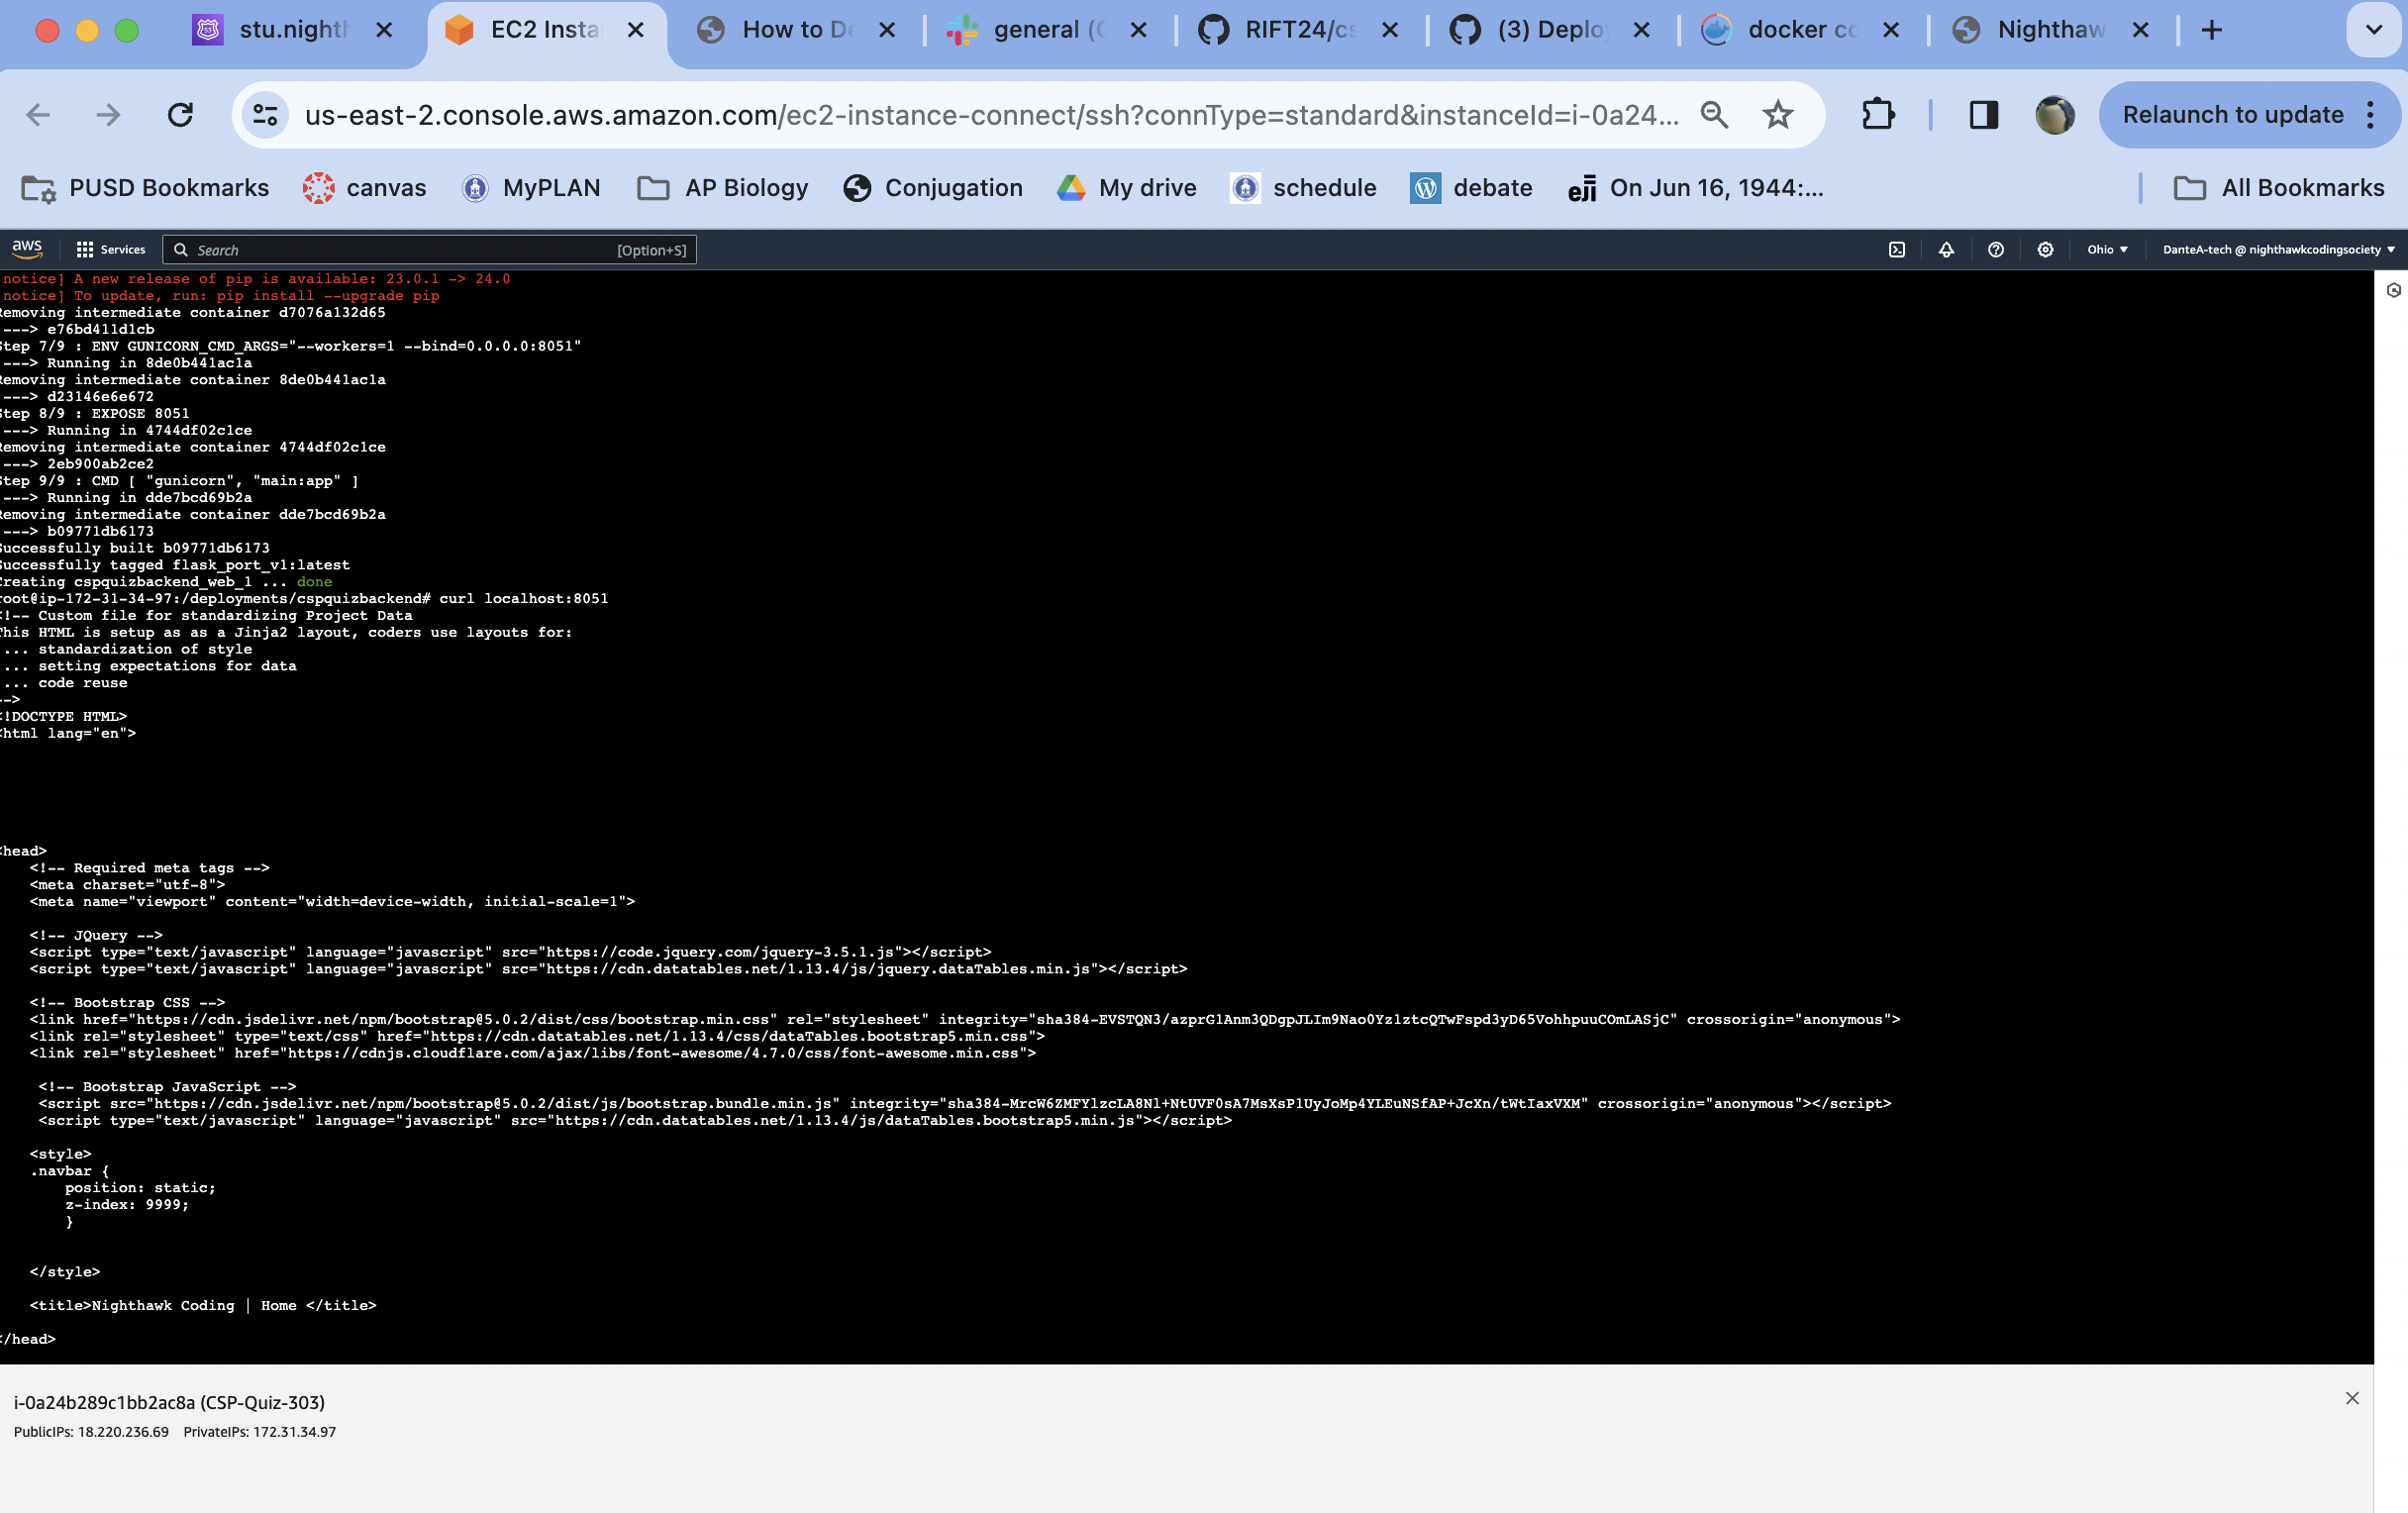 stu.night
EC2 Insta
How to De
general (
RIFT24/cs
(3) Deplo
docker co
Nighthaw
us-east-2.console.aws.amazon.com/ec2-instance-connect/ssh?connType=standard&instanceId=i-0a24...
Relaunch to update
PUSD Bookmarks
canvas
MyPLAN
AP Biology
Conjugation
My drive
schedule
debate
eji On Jun 16, 1944:...
All Bookmarks
aws Services Search [Option+S] Ohio DanteA-tech @ nighthawkcodingsociety
notice] A new release of pip is available: 23.0.1 -> 24.0
notice] To update, run: pip install --upgrade pip
Removing intermediate container d7076a132d65
---> e76bd411d1cb
Step 7/9 : ENV GUNICORN_CMD_ARGS="--workers=1 --bind=0.0.0.0:8051"
---> Running in 8de0b441ac1a
Removing intermediate container 8de0b441ac1a
---> d23146e6e672
Step 8/9 : EXPOSE 8051
---> Running in 4744df02c1ce
Removing intermediate container 4744df02c1ce
---> 2eb900ab2ce2
Step 9/9 : CMD [ "gunicorn", "main:app" ]
---> Running in dde7bcd69b2a
Removing intermediate container dde7bcd69b2a
---> b09771db6173
Successfully built b09771db6173
Successfully tagged flask_port_v1:latest
Creating cspquizbackend_web_1 ... done
root@ip-172-31-34-97:/deployments/cspquizbackend# curl localhost:8051
<!-- Custom file for standardizing Project Data
This HTML is setup as as a Jinja2 layout, coders use layouts for:
... standardization of style
... setting expectations for data
... code reuse
-->
<!DOCTYPE HTML>
<html lang="en">
<head>
<!-- Required meta tags -->
<meta charset="utf-8">
<meta name="viewport" content="width=device-width, initial-scale=1">
<!-- JQuery -->
<script type="text/javascript" language="javascript" src="https://code.jquery.com/jquery-3.5.1.js"></script>
<script type="text/javascript" language="javascript" src="https://cdn.datatables.net/1.13.4/js/jquery.dataTables.min.js"></script>
<!-- Bootstrap CSS -->
<link href="https://cdn.jsdelivr.net/npm/bootstrap@5.0.2/dist/css/bootstrap.min.css" rel="stylesheet" integrity="sha384-EVSTQN3/azprG1Anm3QDgpJLIm9Nao0Yz1ztcQTwFspd3yD65VohhpuuCOmLASjC" crossorigin="anonymous">
<link rel="stylesheet" type="text/css" href="https://cdn.datatables.net/1.13.4/css/dataTables.bootstrap5.min.css">
<link rel="stylesheet" href="https://cdnjs.cloudflare.com/ajax/libs/font-awesome/4.7.0/css/font-awesome.min.css">
<!-- Bootstrap JavaScript -->
<script src="https://cdn.jsdelivr.net/npm/bootstrap@5.0.2/dist/js/bootstrap.bundle.min.js" integrity="sha384-MrcW6ZMFYlzcLA8Nl+NtUVF0sA7MsXsP1UyJoMp4YLEuNSfAP+JcXn/tWtIaxVXM" crossorigin="anonymous"></script>
<script type="text/javascript" language="javascript" src="https://cdn.datatables.net/1.13.4/js/dataTables.bootstrap5.min.js"></script>
<style>
.navbar {
position: static;
z-index: 9999;
}
</style>
<title>Nighthawk Coding | Home </title>
</head>
i-0a24b289c1bb2ac8a (CSP-Quiz-303)
PublicIPs: 18.220.236.69 PrivateIPs: 172.31.34.97